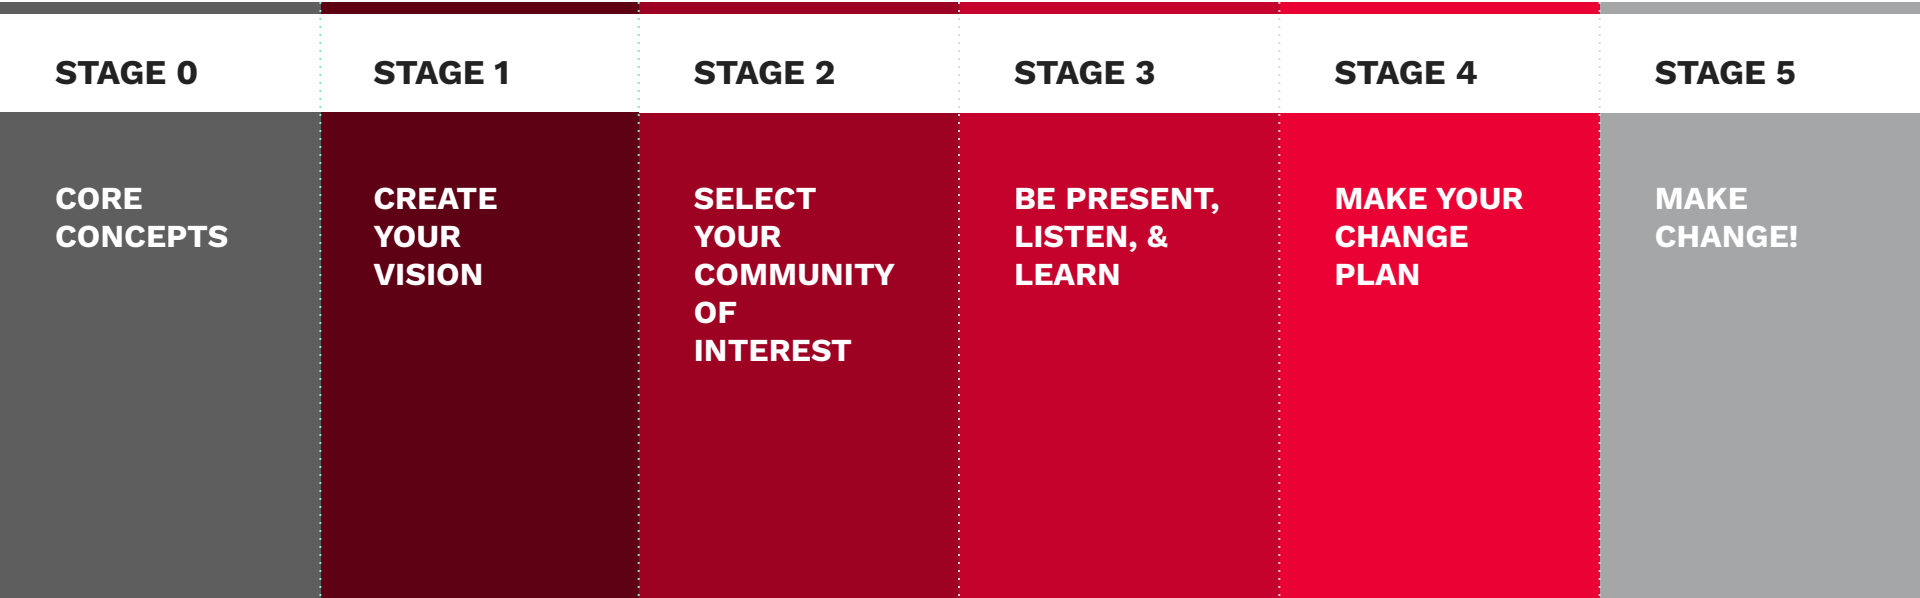 STAGE 0
CORE
CONCEPTS
STAGE 1
CREATE
YOUR
VISION
STAGE 2
SELECT
YOUR
COMMUNITY
OF
INTEREST
STAGE 3
BE PRESENT,
LISTEN, &
LEARN
STAGE 4
MAKE YOUR
CHANGE
PLAN
STAGE 5
MAKE
CHANGE!